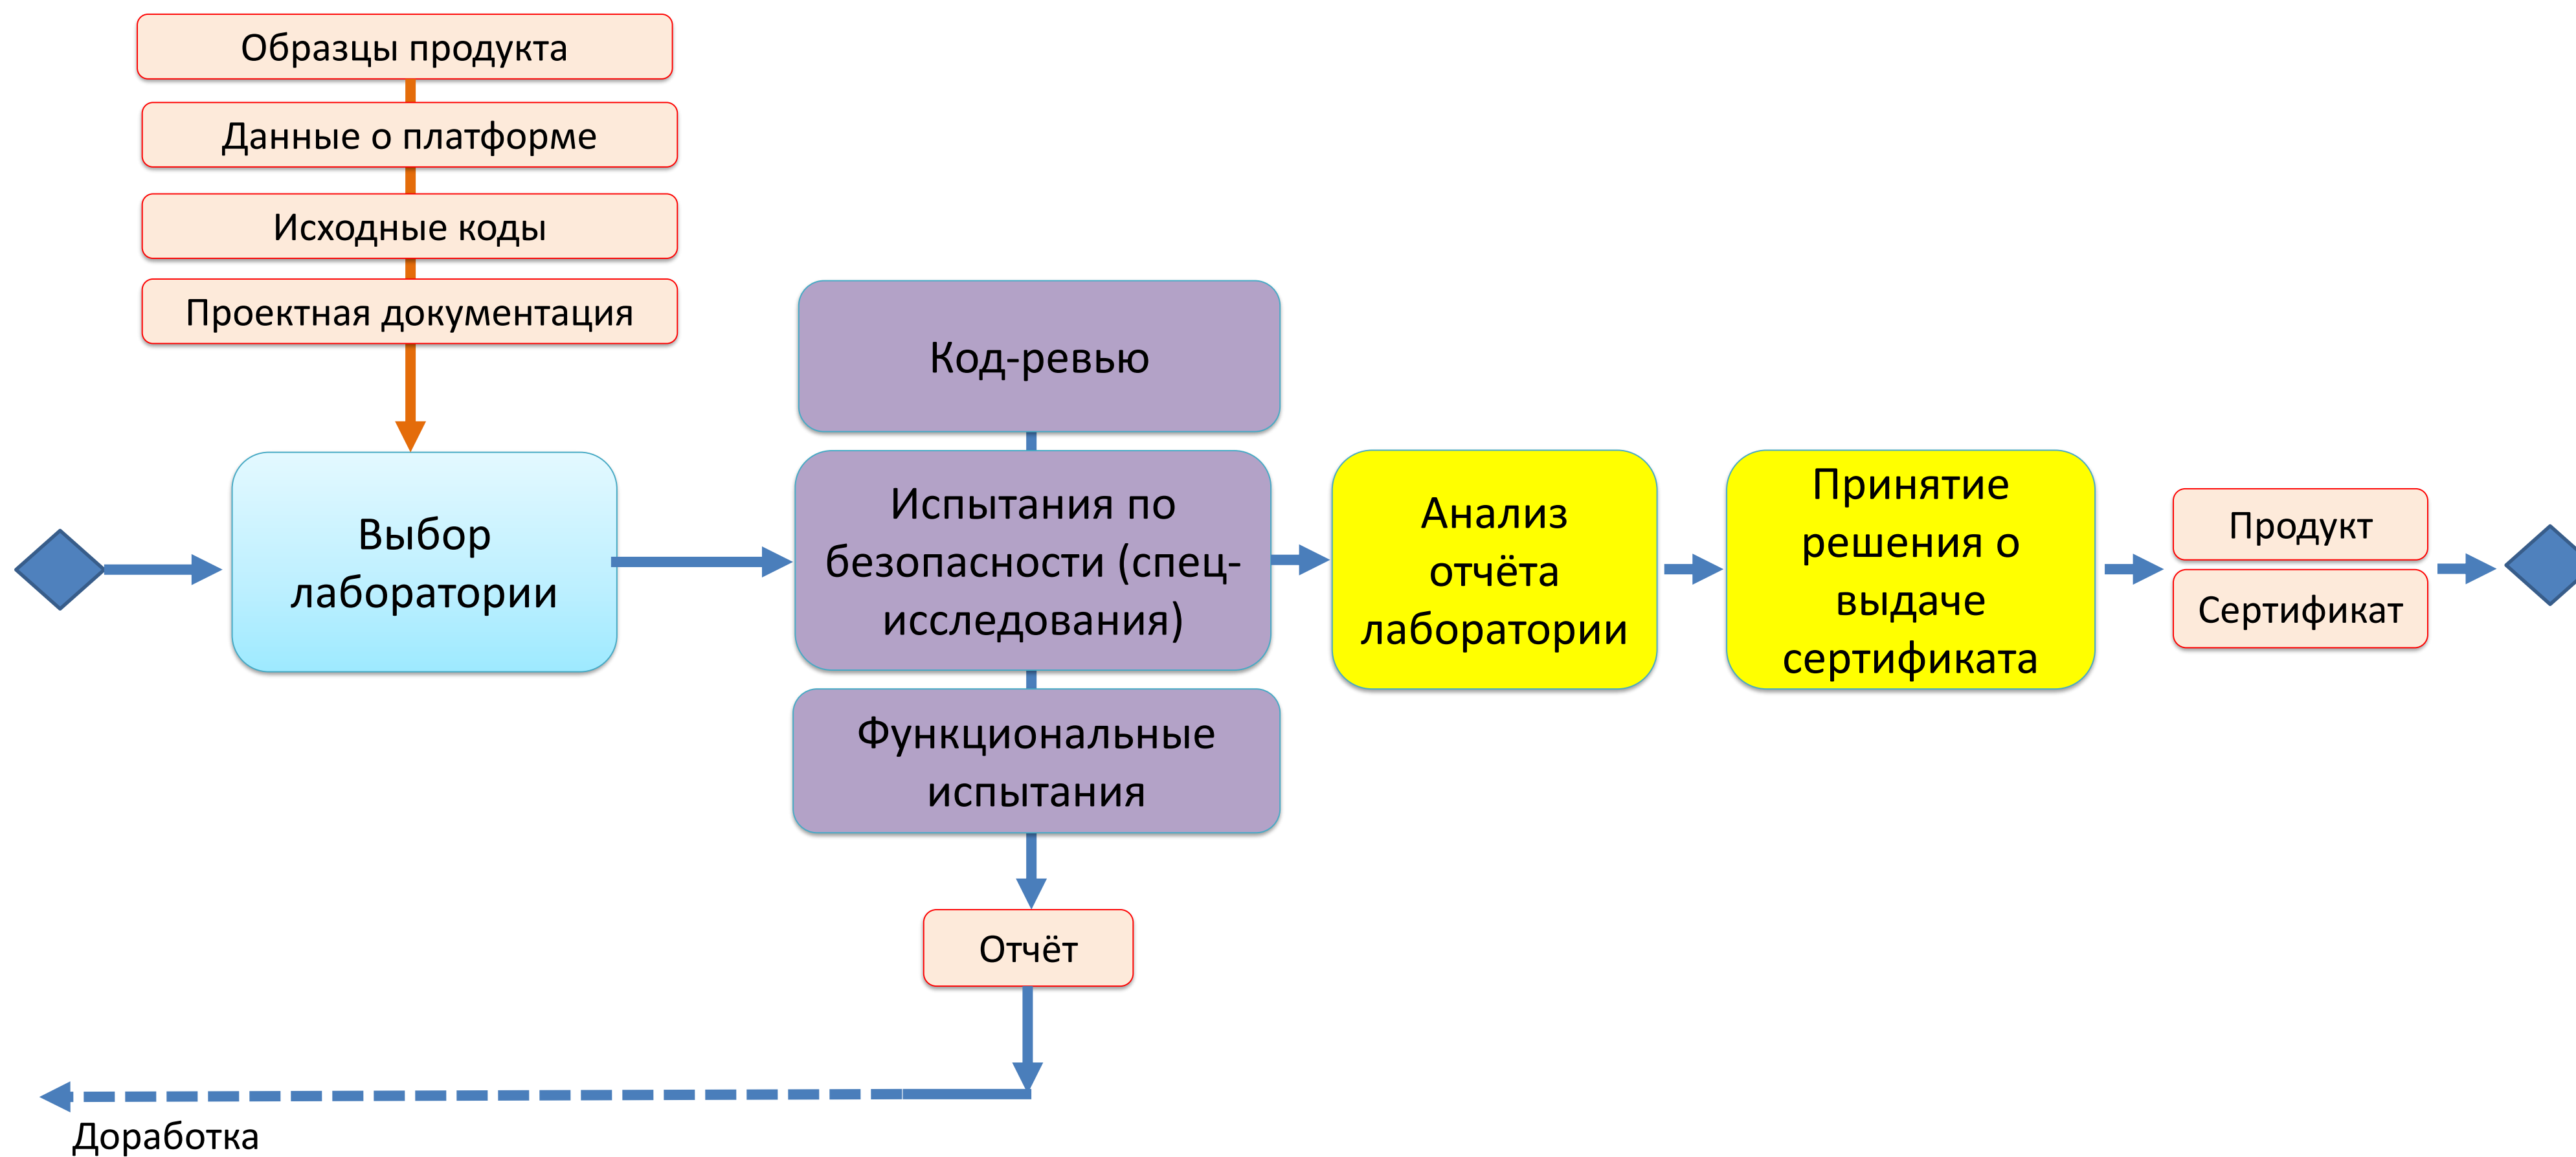 Образцы продукта
Данные о платформе
Исходные коды
Проектная документация
Выбор
лаборатории
Код-ревью
Испытания по
безопасности (спец-
исследования)
Функциональные
испытания
Отчёт
Анализ
отчёта
лаборатории
Принятие
решения о
выдаче
сертификата
Продукт
Сертификат
Доработка